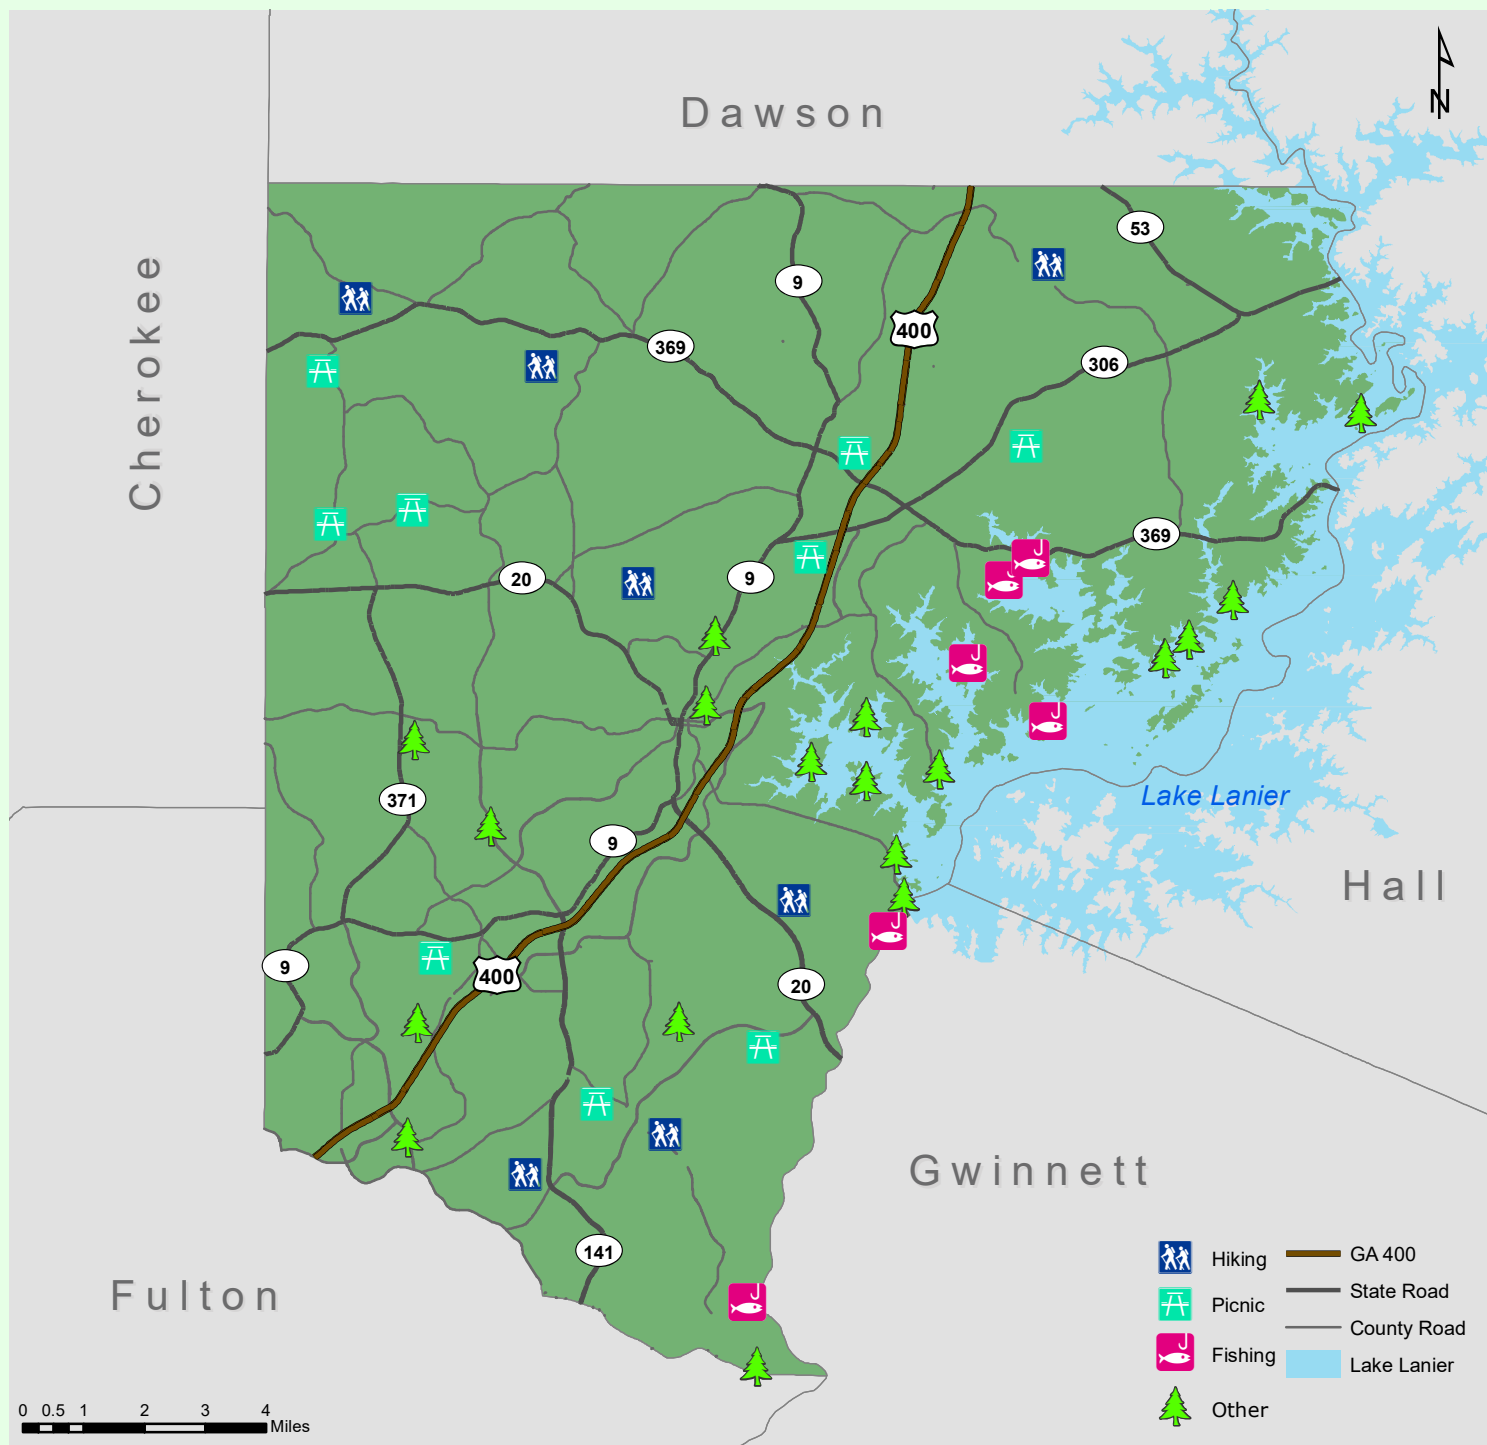 Dawson
N
53
9
Cherokee
400
369
306
369
20
9
Lake Lanier
371
9
Hall
9
400
20
Gwinnett
141
Fulton
Hiking
Picnic
Fishing
Other
GA 400
State Road
County Road
Lake Lanier
0 0.5 1 2 3 4
Miles